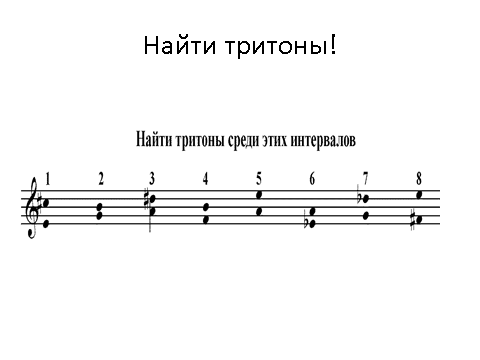 Найти тритоны!
Найти тритоны среди этих интервалов
1 2 3 4 5 6 7 8